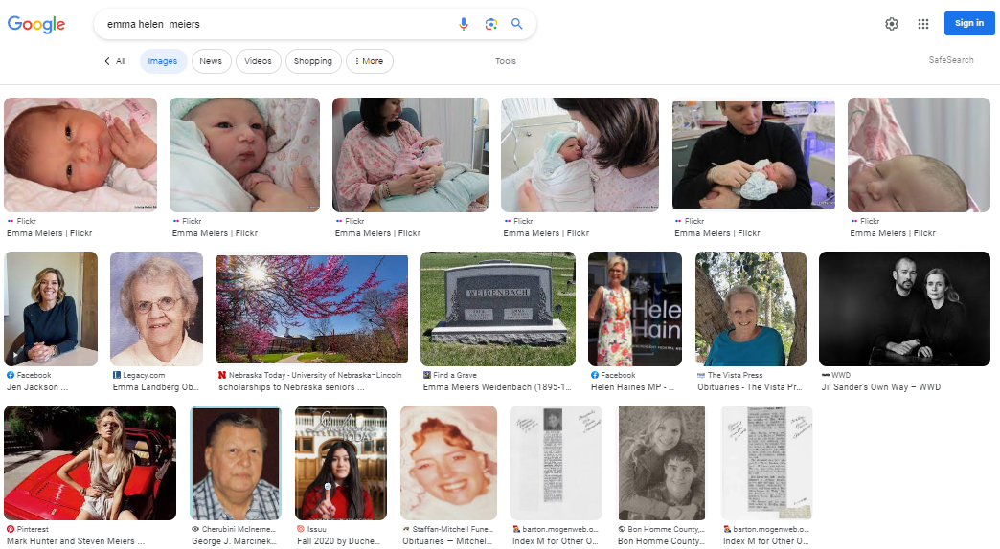 Google
emma helen meiers
Sign in
All
Images
News
Videos
Shopping
More
Tools
SafeSearch
Flickr
Emma Meiers | Flickr
Flickr
Emma Meiers | Flickr
Flickr
Emma Meiers | Flickr
Flickr
Emma Meiers | Flickr
Flickr
Emma Meiers | Flickr
Flickr
Emma Meiers | Flickr
WEIDENBACH
Hele
Hain
Facebook
Jen Jackson ...
Legacy.com
Emma Landberg Ob...
Nebraska Today - University of Nebraska–Lincoln
scholarships to Nebraska seniors ...
Find a Grave
Emma Meiers Weidenbach (1895-1...
Facebook
Helen Haines MP - ...
The Vista Press
Obituaries - The Vista Pr...
WWD
Jil Sander's Own Way – WWD
Pinterest
Mark Hunter and Steven Meiers ...
Cherubini McInerne...
George J. Marcinek...
Issuu
Fall 2020 by Duche...
Staffan-Mitchell Fune...
Obituaries — Mitchel...
barton.mogenweb.o...
Index M for Other O...
Bon Homme County,...
Bon Homme County...
barton.mogenweb.o...
Index M for Other O...